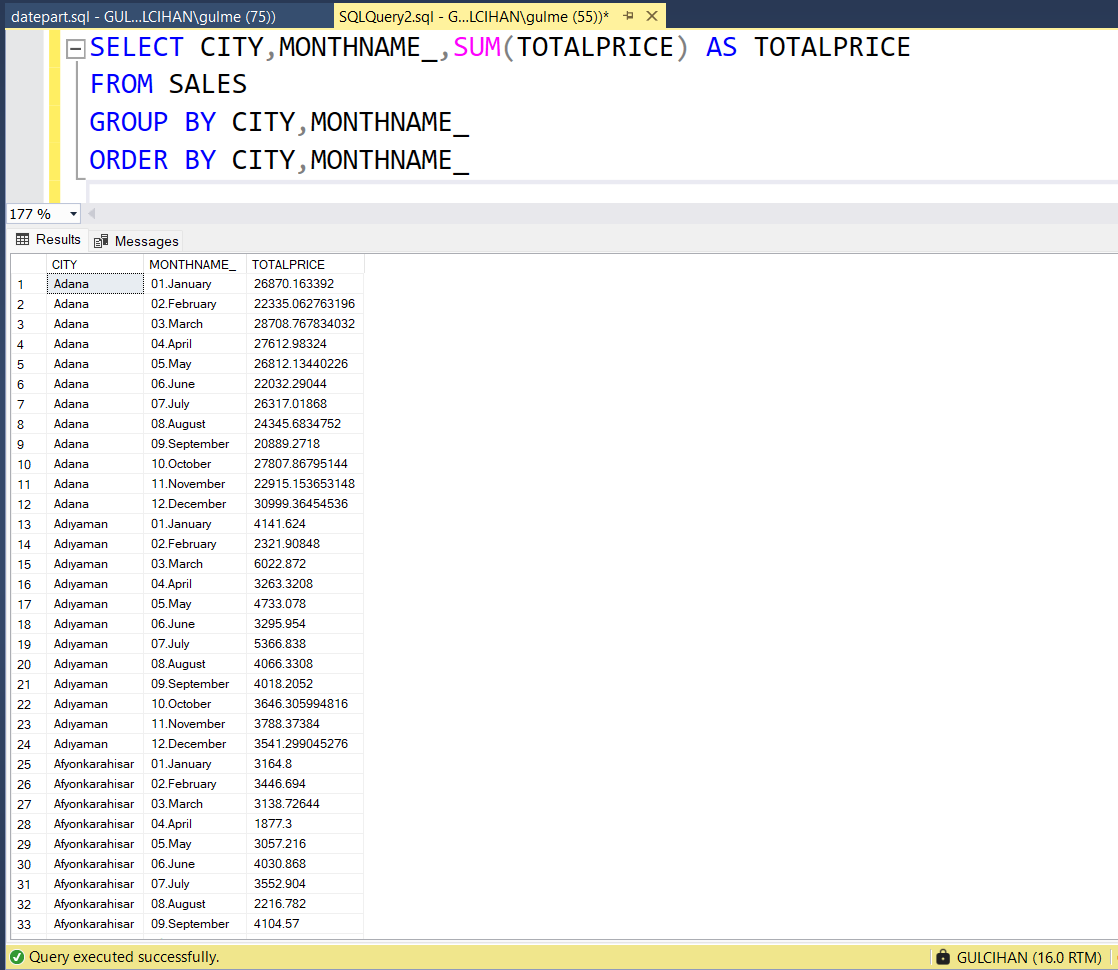 datepart.sql - GUL...LCIHAN\gulme (75)) SQLQuery2.sql - G...LCIHAN\gulme (55))*
SELECT CITY,MONTHNAME_,SUM(TOTALPRICE) AS TOTALPRICE
FROM SALES
GROUP BY CITY,MONTHNAME_
ORDER BY CITY,MONTHNAME_
177 %
Results Messages
CITY MONTHNAME_ TOTALPRICE
1 Adana 01.January 26870.163392
2 Adana 02.February 22335.062763196
3 Adana 03.March 28708.767834032
4 Adana 04.April 27612.98324
5 Adana 05.May 26812.13440226
6 Adana 06.June 22032.29044
7 Adana 07.July 26317.01868
8 Adana 08.August 24345.6834752
9 Adana 09.September 20889.2718
10 Adana 10.October 27807.86795144
11 Adana 11.November 22915.153653148
12 Adana 12.December 30999.36454536
13 Adıyaman 01.January 4141.624
14 Adıyaman 02.February 2321.90848
15 Adıyaman 03.March 6022.872
16 Adıyaman 04.April 3263.3208
17 Adıyaman 05.May 4733.078
18 Adıyaman 06.June 3295.954
19 Adıyaman 07.July 5366.838
20 Adıyaman 08.August 4066.3308
21 Adıyaman 09.September 4018.2052
22 Adıyaman 10.October 3646.305994816
23 Adıyaman 11.November 3788.37384
24 Adıyaman 12.December 3541.299045276
25 Afyonkarahisar 01.January 3164.8
26 Afyonkarahisar 02.February 3446.694
27 Afyonkarahisar 03.March 3138.72644
28 Afyonkarahisar 04.April 1877.3
29 Afyonkarahisar 05.May 3057.216
30 Afyonkarahisar 06.June 4030.868
31 Afyonkarahisar 07.July 3552.904
32 Afyonkarahisar 08.August 2216.782
33 Afyonkarahisar 09.September 4104.57
Query executed successfully. GULCIHAN (16.0 RTM)